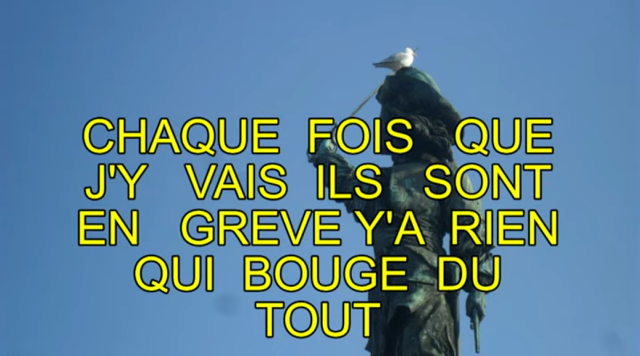 CHAQUE FOIS QUE
J'Y VAIS ILS SONT
EN GREVE Y'A RIEN
QUI BOUGE DU
TOUT